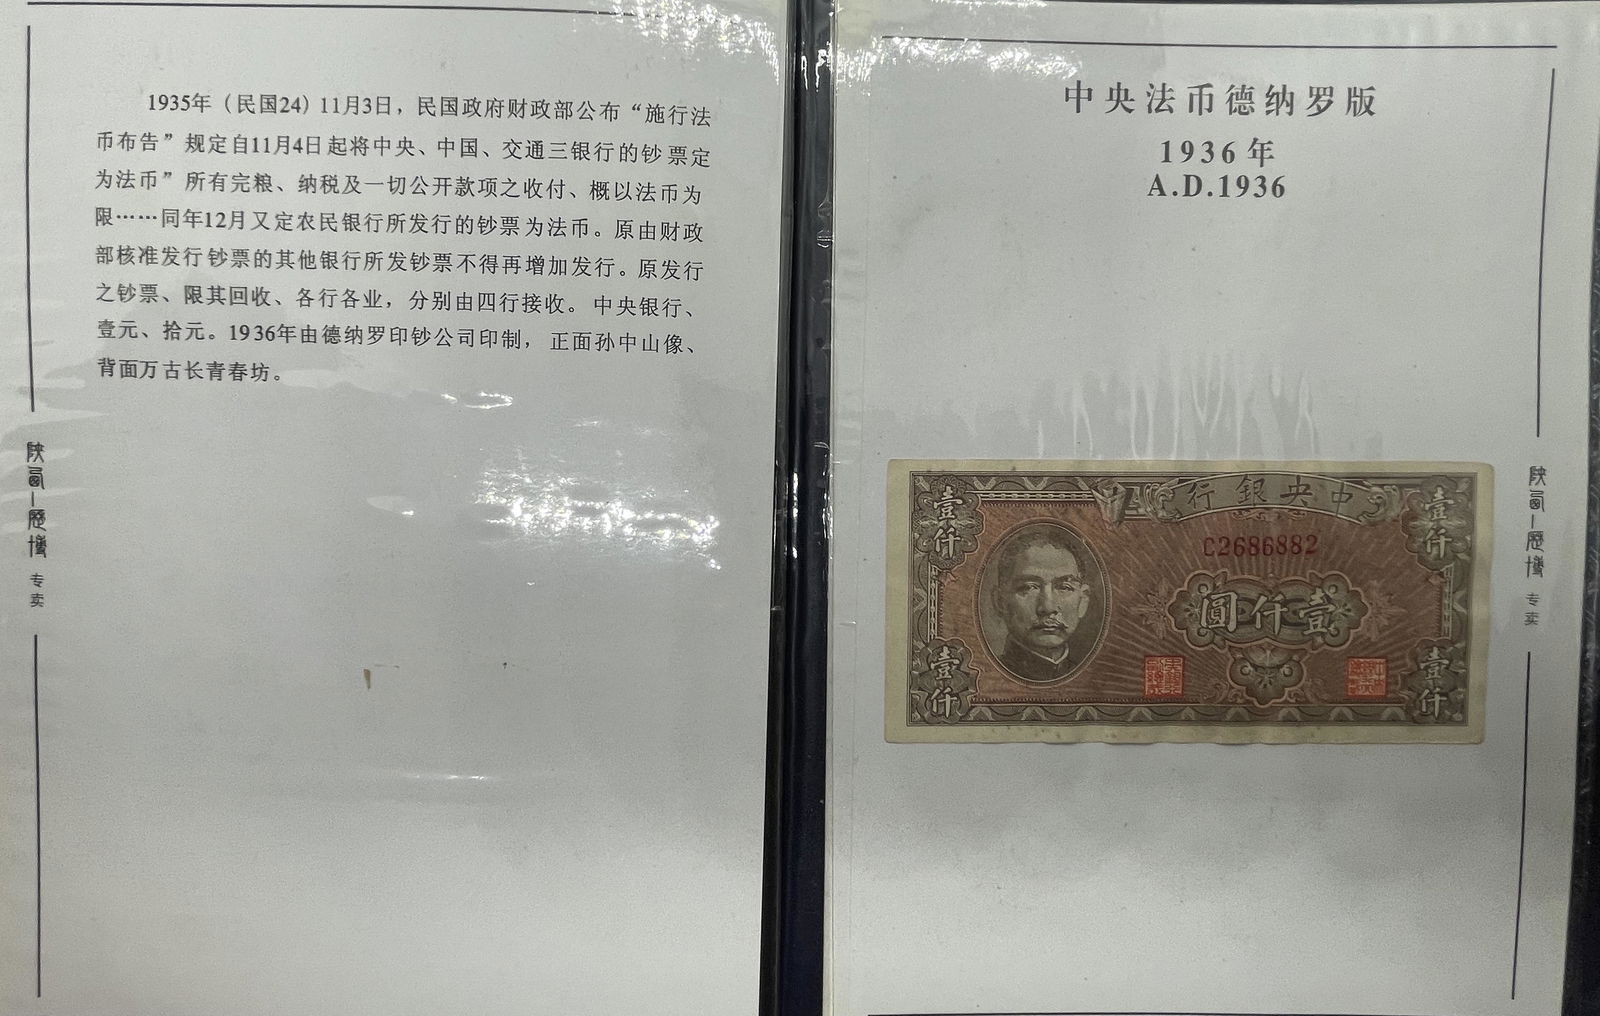 1935年（民国24）11月3日，民国政府财政部公布“施行法
币布告”规定自11月4日起将中央、中国、交通三银行的钞票定
为法币”所有完粮、纳税及一切公开款项之收付、概以法币为
限……同年12月又定农民银行所发行的钞票为法币。原由财政
部核准发行钞票的其他银行所发钞票不得再增加发行。原发行
之钞票、限其回收、各行各业，分别由四行接收。中央银行、
壹元、拾元。1936年由德纳罗印钞公司印制，正面孙中山像、
背面万古长青春坊。
专卖
中央法币德纳罗版
1936年
A.D.1936
行銀央中
壹仟
壹仟
C2686882
圓仟壹
壹仟
壹仟
专卖